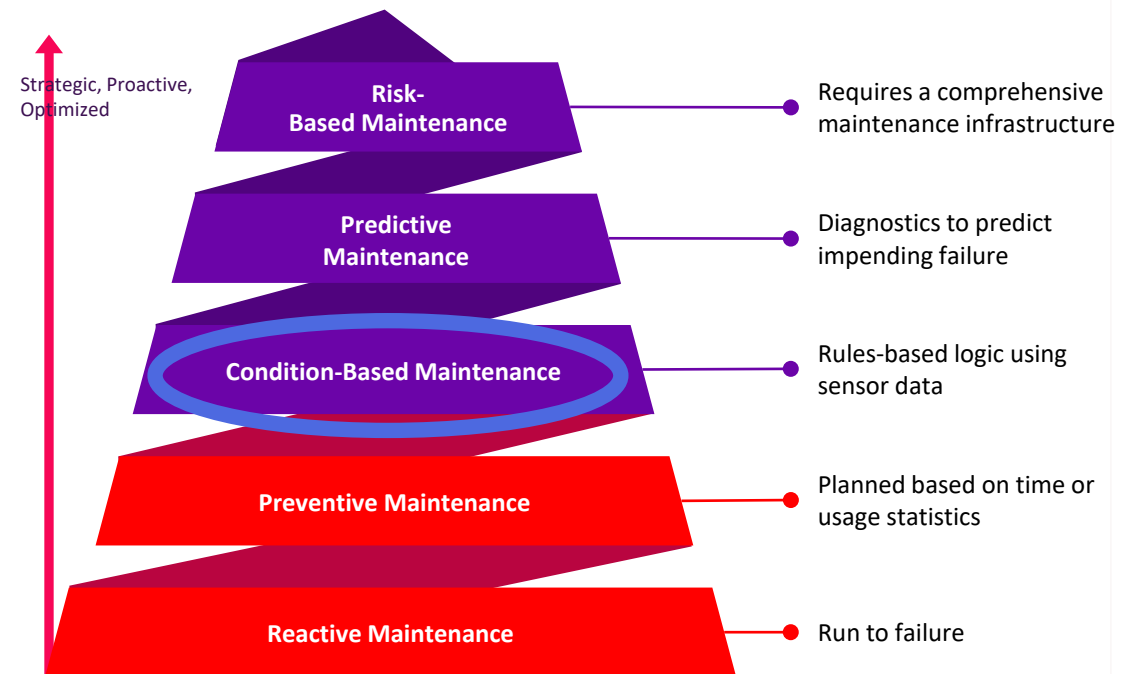 Strategic, Proactive,
Optimized
Risk-
Based Maintenance
Requires a comprehensive
maintenance infrastructure
Predictive
Maintenance
Diagnostics to predict
impending failure
Condition-Based Maintenance
Rules-based logic using
sensor data
Preventive Maintenance
Planned based on time or
usage statistics
Reactive Maintenance
Run to failure